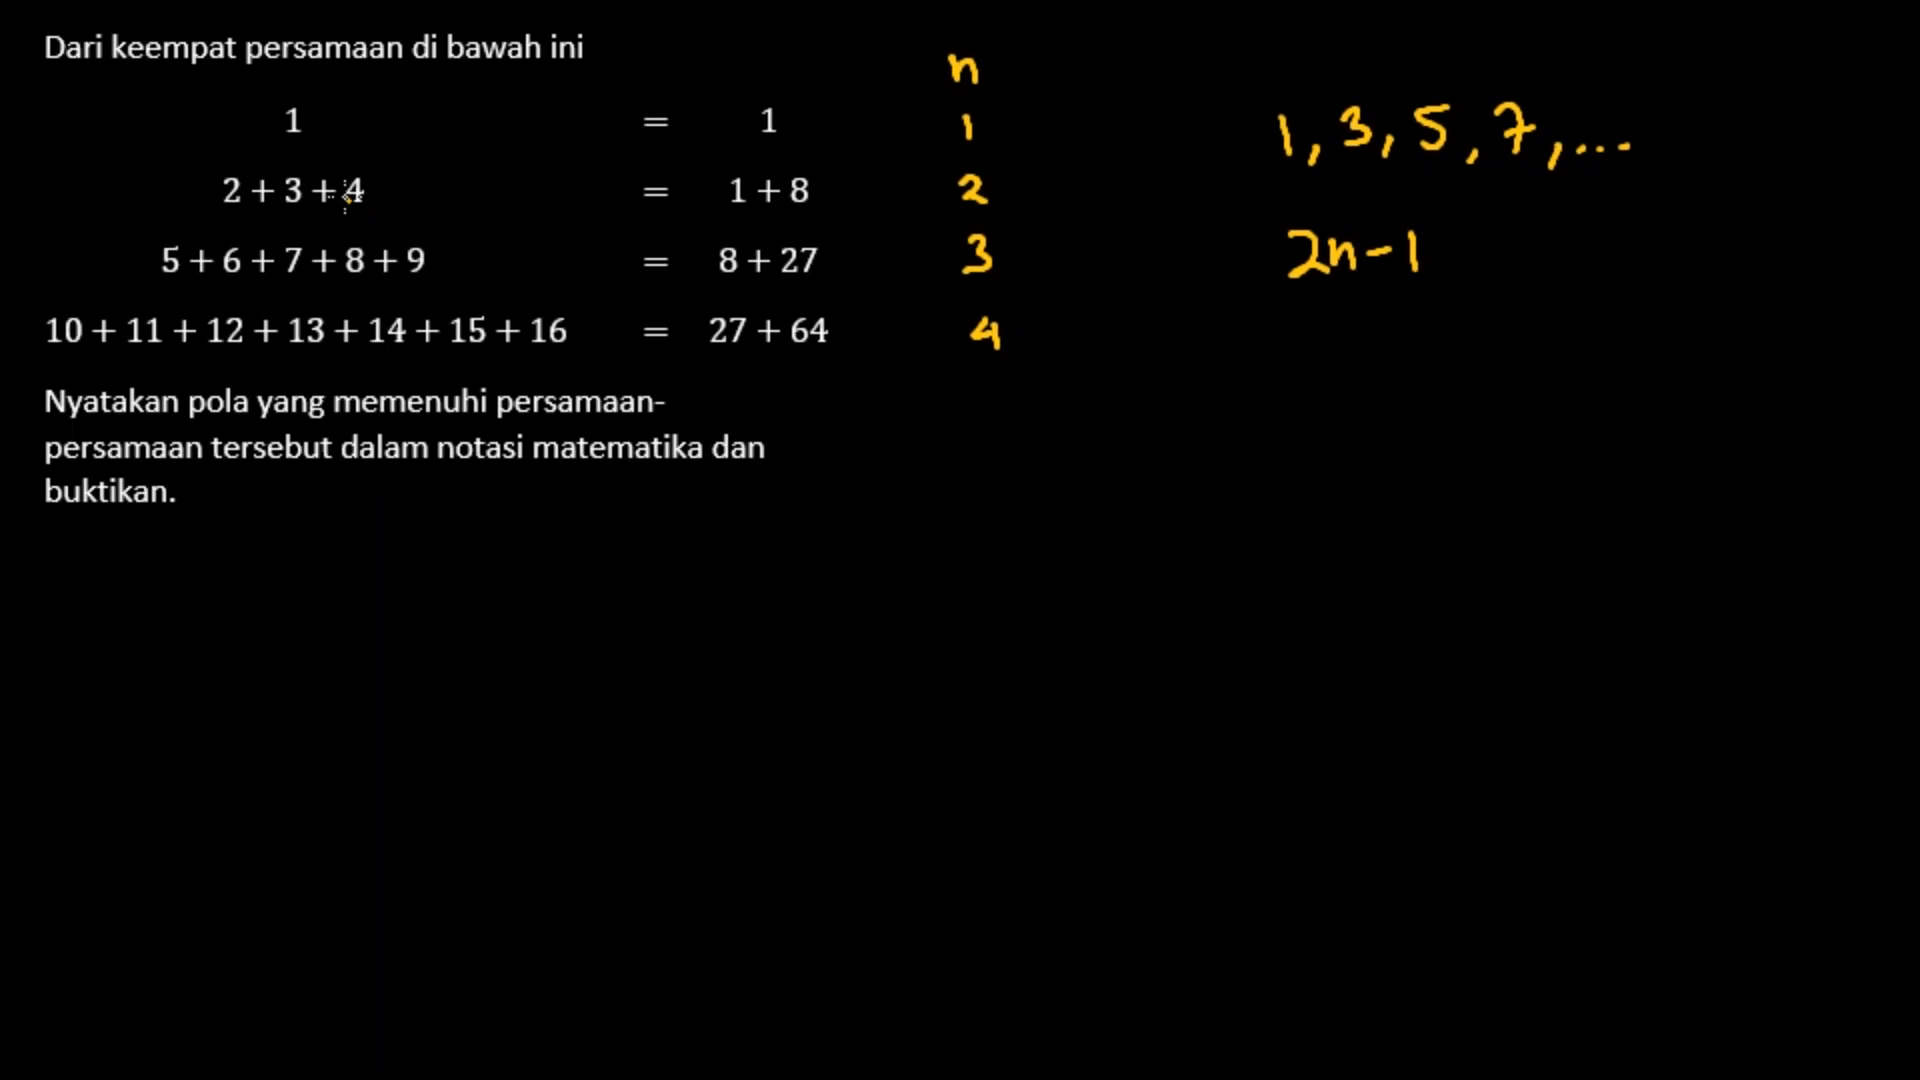 Dari keempat persamaan di bawah ini
n
1 = 1 1
1, 3, 5, 7, ...
2 + 3 + 4 = 1 + 8 2
5 + 6 + 7 + 8 + 9 = 8 + 27 3
2n - 1
10 + 11 + 12 + 13 + 14 + 15 + 16 = 27 + 64 4
Nyatakan pola yang memenuhi persamaan-
persamaan tersebut dalam notasi matematika dan
buktikan.